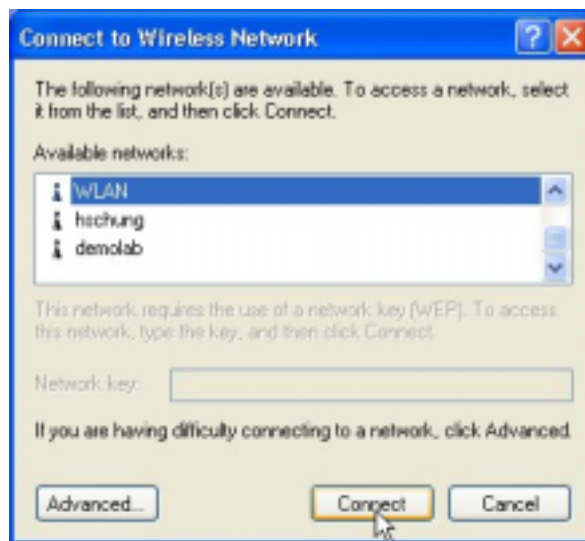 Connect to Wireless Network
The following network(s) are available. To access a network, select
it from the list, and then click Connect.
Available networks:
WLAN
hschung
demolab
This network requires the use of a network key (WEP). To access
this network, type the key, and then click Connect.
Network key:
If you are having difficulty connecting to a network, click Advanced.
Advanced...
Connect
Cancel